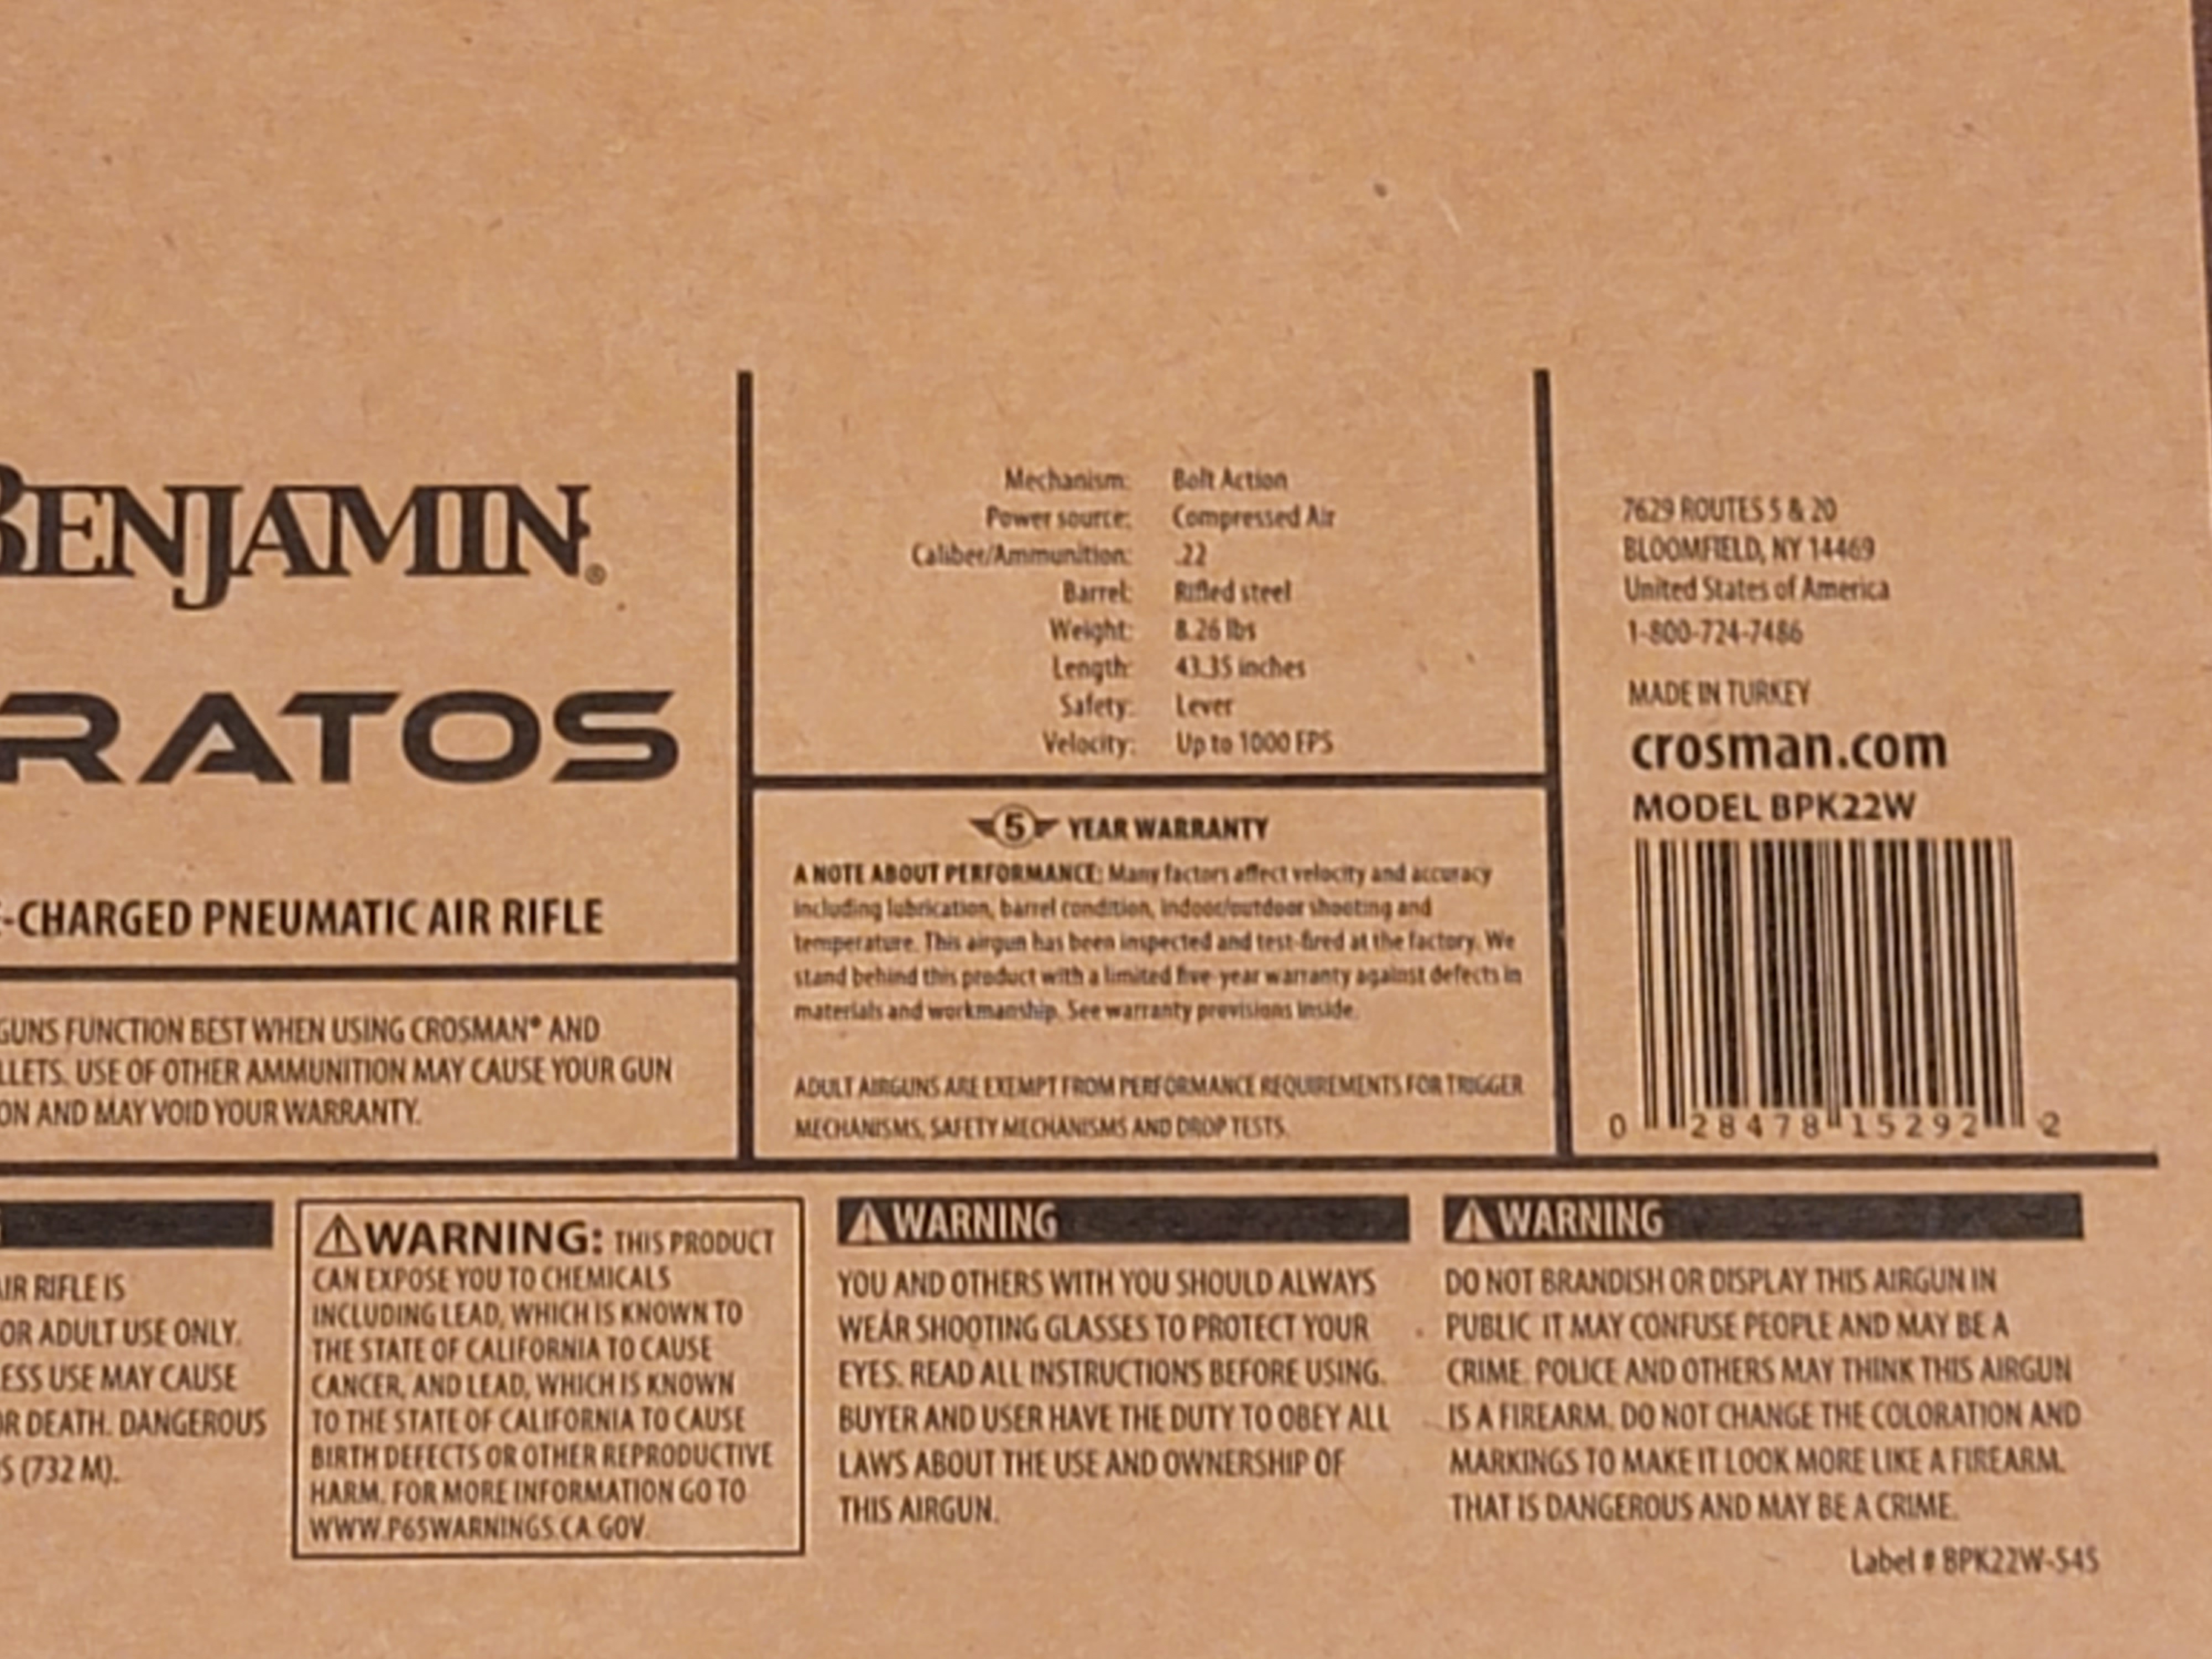 BENJAMIN®
RATOS
E-CHARGED PNEUMATIC AIR RIFLE
GUNS FUNCTION BEST WHEN USING CROSMAN® AND
LLETS. USE OF OTHER AMMUNITION MAY CAUSE YOUR GUN
ON AND MAY VOID YOUR WARRANTY.
Mechanism: Bolt Action
Power source: Compressed Air
Caliber/Ammunition: .22
Barrel: Rifled steel
Weight: 8.26 lbs
Length: 43.35 inches
Safety: Lever
Velocity: Up to 1000 FPS
5 YEAR WARRANTY
A NOTE ABOUT PERFORMANCE: Many factors affect velocity and accuracy
including lubrication, barrel condition, indoor/outdoor shooting and
temperature. This airgun has been inspected and test-fired at the factory. We
stand behind this product with a limited five-year warranty against defects in
materials and workmanship. See warranty provisions inside.
ADULT AIRGUNS ARE EXEMPT FROM PERFORMANCE REQUIREMENTS FOR TRIGGER
MECHANISMS, SAFETY MECHANISMS AND DROP TESTS.
7629 ROUTES 5 & 20
BLOOMFIELD, NY 14469
United States of America
1-800-724-7486
MADE IN TURKEY
crosman.com
MODEL BPK22W
0 28478 15292 2
AIR RIFLE IS
OR ADULT USE ONLY.
ESS USE MAY CAUSE
OR DEATH. DANGEROUS
S (732 M).
WARNING: THIS PRODUCT
CAN EXPOSE YOU TO CHEMICALS
INCLUDING LEAD, WHICH IS KNOWN TO
THE STATE OF CALIFORNIA TO CAUSE
CANCER, AND LEAD, WHICH IS KNOWN
TO THE STATE OF CALIFORNIA TO CAUSE
BIRTH DEFECTS OR OTHER REPRODUCTIVE
HARM. FOR MORE INFORMATION GO TO
WWW.P65WARNINGS.CA.GOV.
WARNING
YOU AND OTHERS WITH YOU SHOULD ALWAYS
WEAR SHOOTING GLASSES TO PROTECT YOUR
EYES. READ ALL INSTRUCTIONS BEFORE USING.
BUYER AND USER HAVE THE DUTY TO OBEY ALL
LAWS ABOUT THE USE AND OWNERSHIP OF
THIS AIRGUN.
WARNING
DO NOT BRANDISH OR DISPLAY THIS AIRGUN IN
PUBLIC IT MAY CONFUSE PEOPLE AND MAY BE A
CRIME. POLICE AND OTHERS MAY THINK THIS AIRGUN
IS A FIREARM. DO NOT CHANGE THE COLORATION AND
MARKINGS TO MAKE IT LOOK MORE LIKE A FIREARM.
THAT IS DANGEROUS AND MAY BE A CRIME.
Label # BPK22W-545